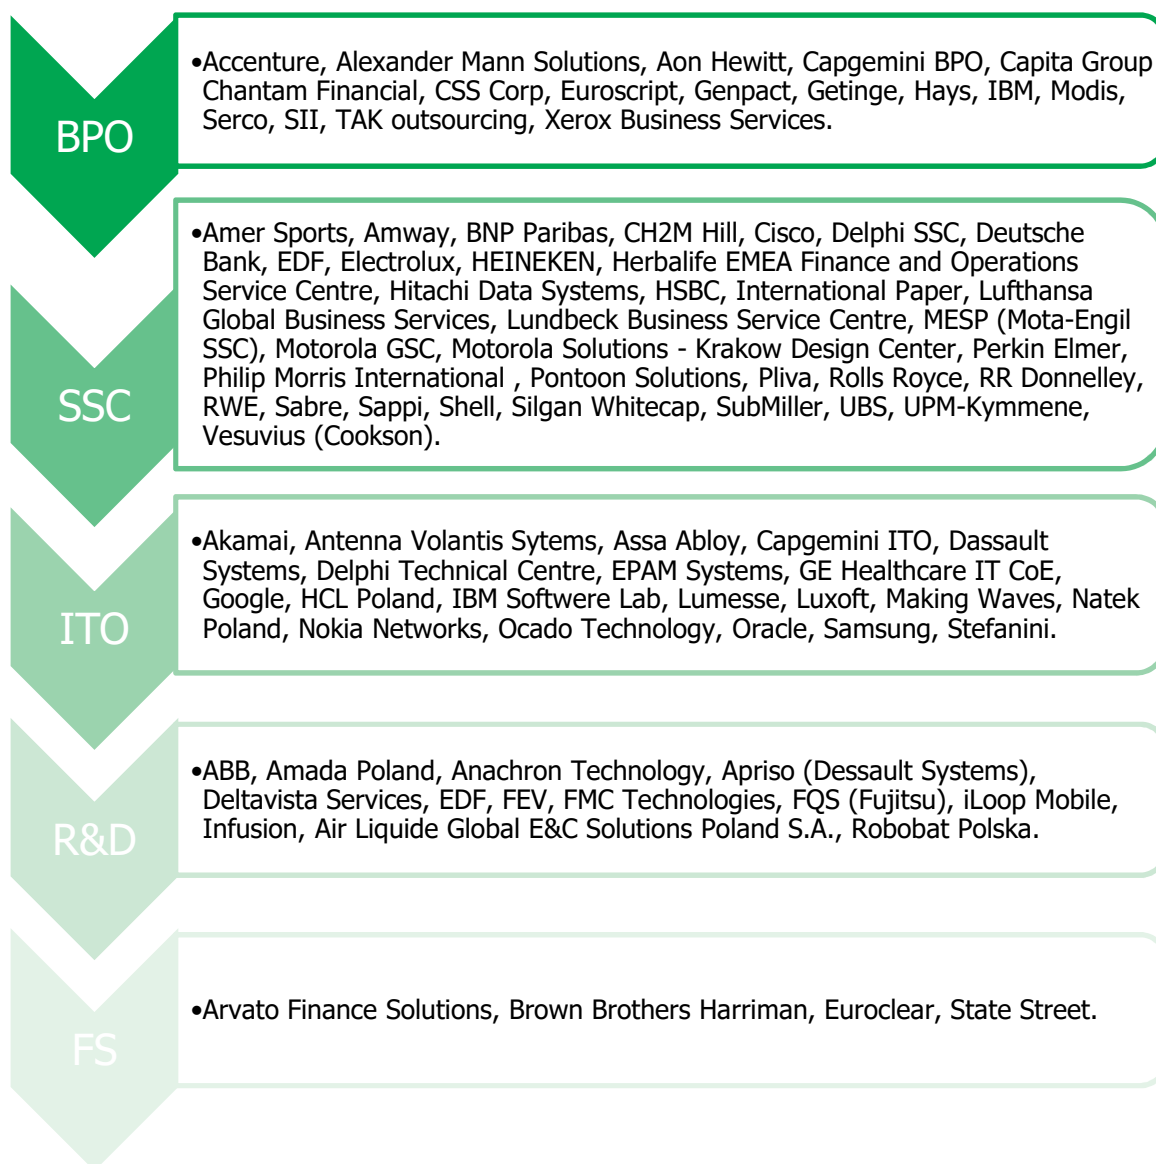 BPO
•Accenture, Alexander Mann Solutions, Aon Hewitt, Capgemini BPO, Capita Group
Chantam Financial, CSS Corp, Euroscript, Genpact, Getinge, Hays, IBM, Modis,
Serco, SII, TAK outsourcing, Xerox Business Services.
SSC
•Amer Sports, Amway, BNP Paribas, CH2M Hill, Cisco, Delphi SSC, Deutsche
Bank, EDF, Electrolux, HEINEKEN, Herbalife EMEA Finance and Operations
Service Centre, Hitachi Data Systems, HSBC, International Paper, Lufthansa
Global Business Services, Lundbeck Business Service Centre, MESP (Mota-Engil
SSC), Motorola GSC, Motorola Solutions - Krakow Design Center, Perkin Elmer,
Philip Morris International , Pontoon Solutions, Pliva, Rolls Royce, RR Donnelley,
RWE, Sabre, Sappi, Shell, Silgan Whitecap, SubMiller, UBS, UPM-Kymmene,
Vesuvius (Cookson).
ITO
•Akamai, Antenna Volantis Sytems, Assa Abloy, Capgemini ITO, Dassault
Systems, Delphi Technical Centre, EPAM Systems, GE Healthcare IT CoE,
Google, HCL Poland, IBM Softwere Lab, Lumesse, Luxoft, Making Waves, Natek
Poland, Nokia Networks, Ocado Technology, Oracle, Samsung, Stefanini.
R&D
•ABB, Amada Poland, Anachron Technology, Apriso (Dessault Systems),
Deltavista Services, EDF, FEV, FMC Technologies, FQS (Fujitsu), iLoop Mobile,
Infusion, Air Liquide Global E&C Solutions Poland S.A., Robobat Polska.
FS
•Arvato Finance Solutions, Brown Brothers Harriman, Euroclear, State Street.